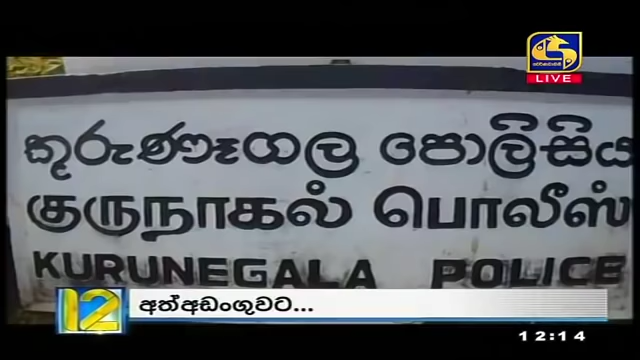 LIVE
කුරුණෑගල පොලිසිය
குருநாகல் பொலீஸ்
KURUNEGALA POLICE
12 අත්අඩංගුවට...
12:14